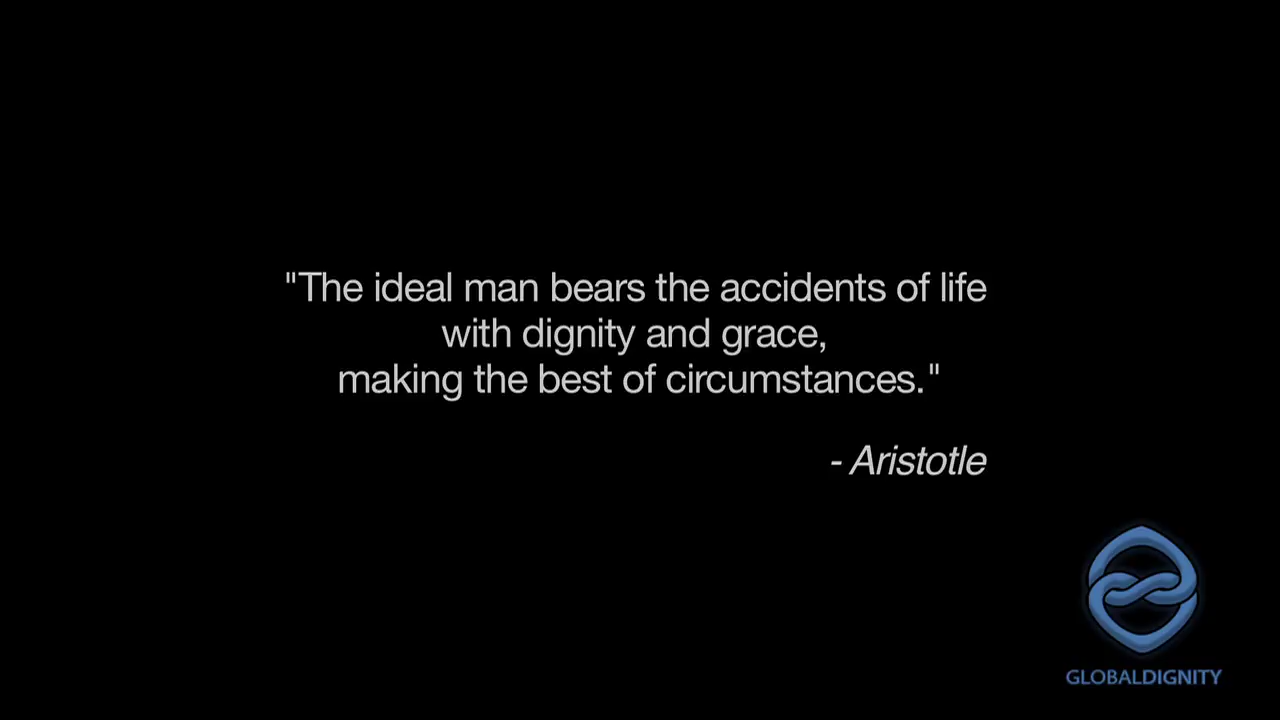 "The ideal man bears the accidents of life
with dignity and grace,
making the best of circumstances."
- Aristotle
GLOBALDIGNITY